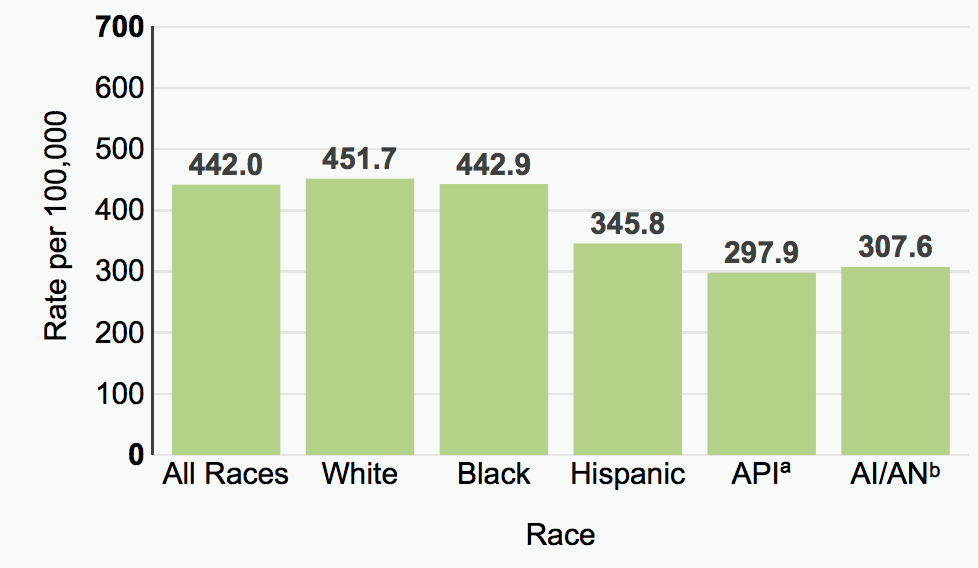 700
600
500
400
300
200
100
0
Rate per 100,000
442.0
451.7
442.9
345.8
297.9
307.6
All Races
White
Black
Hispanic
APIᵃ
AI/ANᵇ
Race